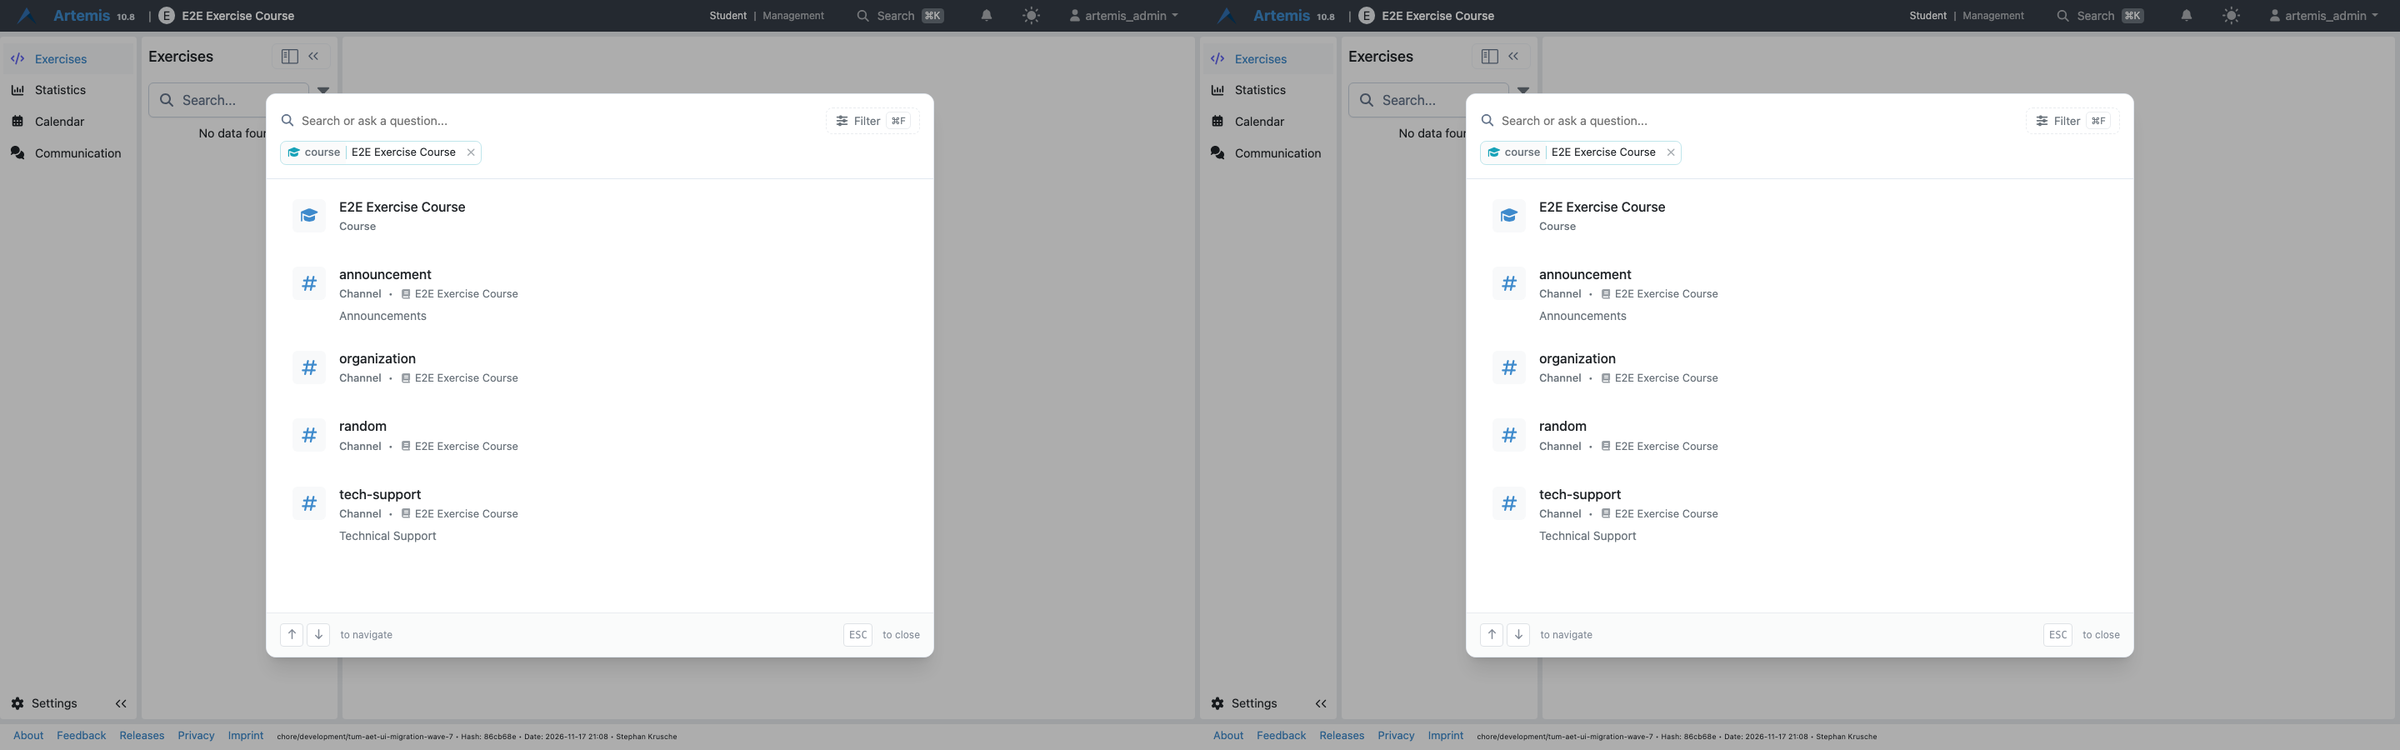 Artemis 10.8 | E E2E Exercise Course
Student | Management
Search ⌘K
artemis_admin
Exercises
Statistics
Calendar
Communication
Settings
Exercises
Search...
No data foun
Search or ask a question...
Filter ⌘F
course | E2E Exercise Course ×
E2E Exercise Course
Course
announcement
Channel • E2E Exercise Course
Announcements
organization
Channel • E2E Exercise Course
random
Channel • E2E Exercise Course
tech-support
Channel • E2E Exercise Course
Technical Support
↑ ↓ to navigate
ESC to close
About Feedback Releases Privacy Imprint chore/development/tum-aet-ui-migration-wave-7 • Hash: 86cb68e • Date: 2026-11-17 21:08 • Stephan Krusche
Artemis 10.8 | E E2E Exercise Course
Student | Management
Search ⌘K
artemis_admin
Exercises
Statistics
Calendar
Communication
Settings
Exercises
Search...
No data foun
Search or ask a question...
Filter ⌘F
course | E2E Exercise Course ×
E2E Exercise Course
Course
announcement
Channel • E2E Exercise Course
Announcements
organization
Channel • E2E Exercise Course
random
Channel • E2E Exercise Course
tech-support
Channel • E2E Exercise Course
Technical Support
↑ ↓ to navigate
ESC to close
About Feedback Releases Privacy Imprint chore/development/tum-aet-ui-migration-wave-7 • Hash: 86cb68e • Date: 2026-11-17 21:08 • Stephan Krusche